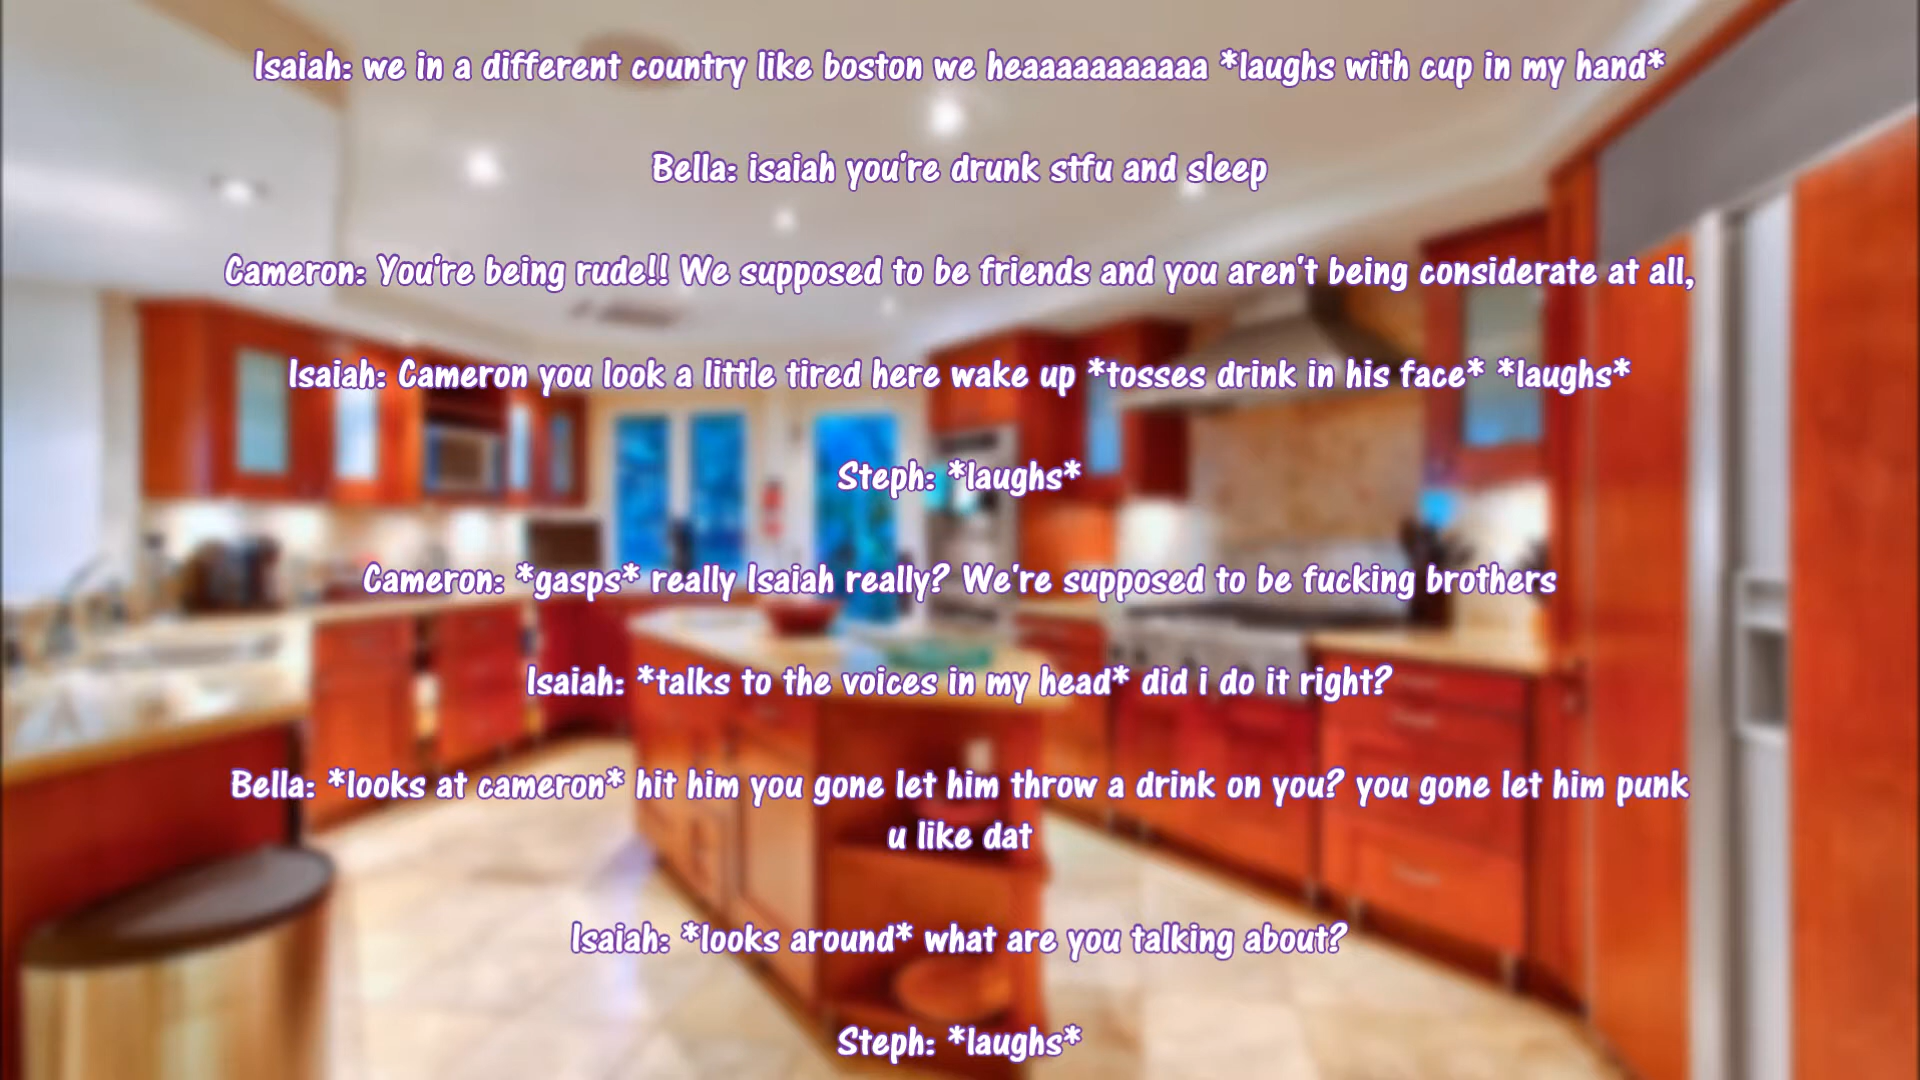 Isaiah: we in a different country like boston we heaaaaaaaaaaa *laughs with cup in my hand*
Bella: isaiah you're drunk stfu and sleep
Cameron: You're being rude!! We supposed to be friends and you aren't being considerate at all,
Isaiah: Cameron you look a little tired here wake up *tosses drink in his face* *laughs*
Steph: *laughs*
Cameron: *gasps* really Isaiah really? We're supposed to be fucking brothers
Isaiah: *talks to the voices in my head* did i do it right?
Bella: *looks at cameron* hit him you gone let him throw a drink on you? you gone let him punk
u like dat
Isaiah: *looks around* what are you talking about?
Steph: *laughs*